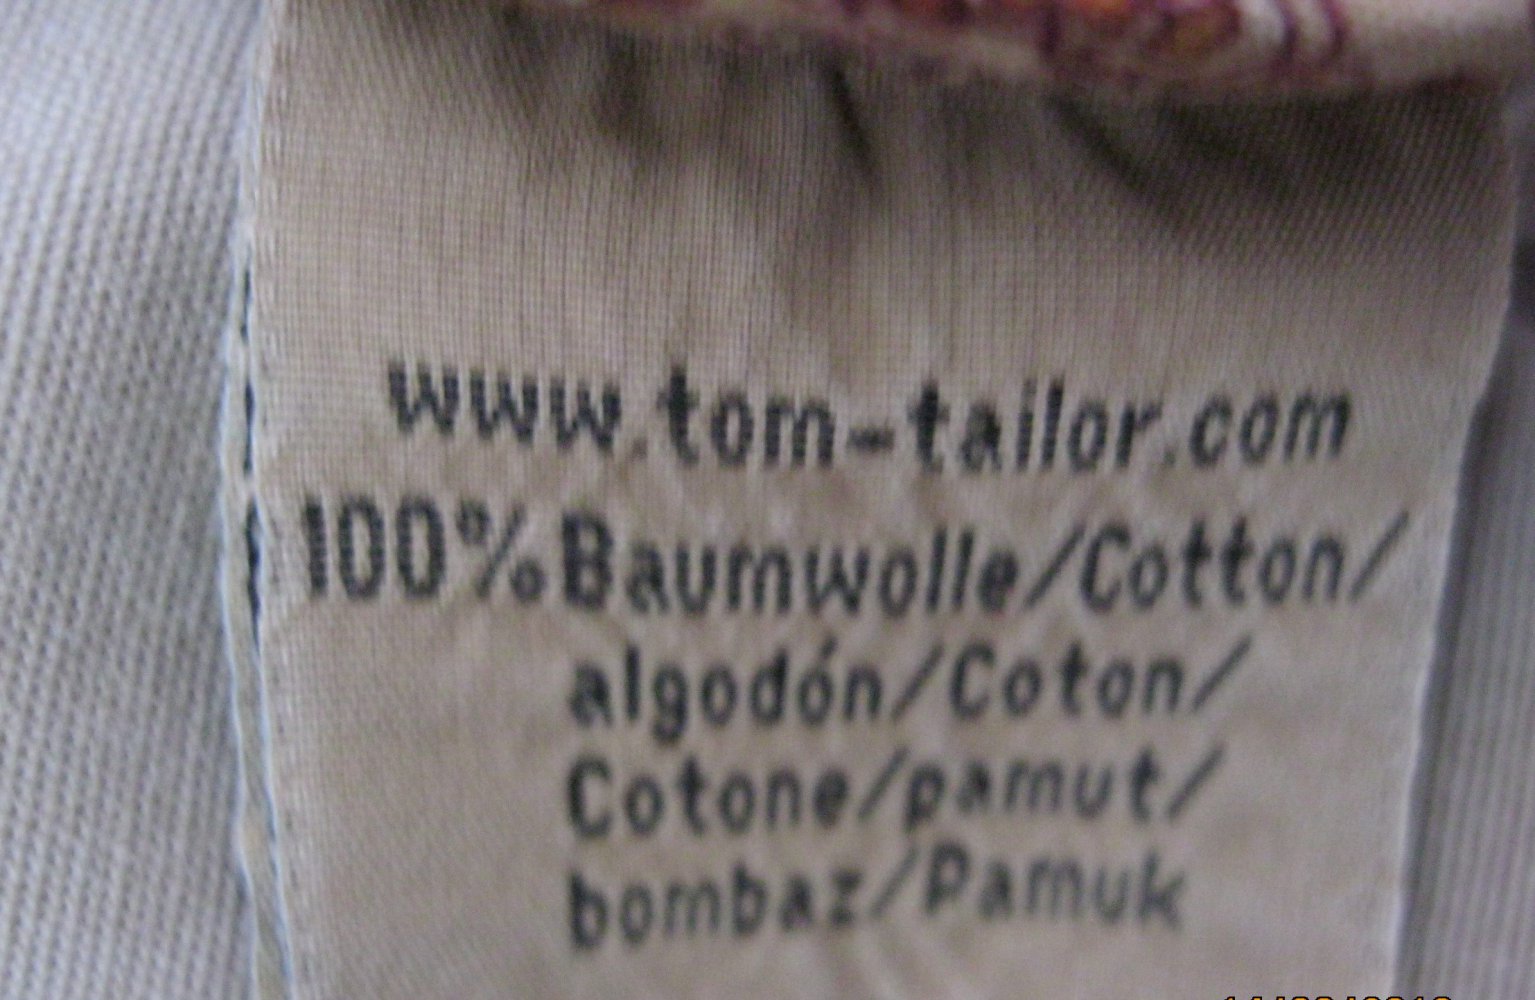 www.tom-tailor.com
100% Baumwolle/Cotton/
algodón/Coton/
Cotone/pamut/
bombaz/Pamuk